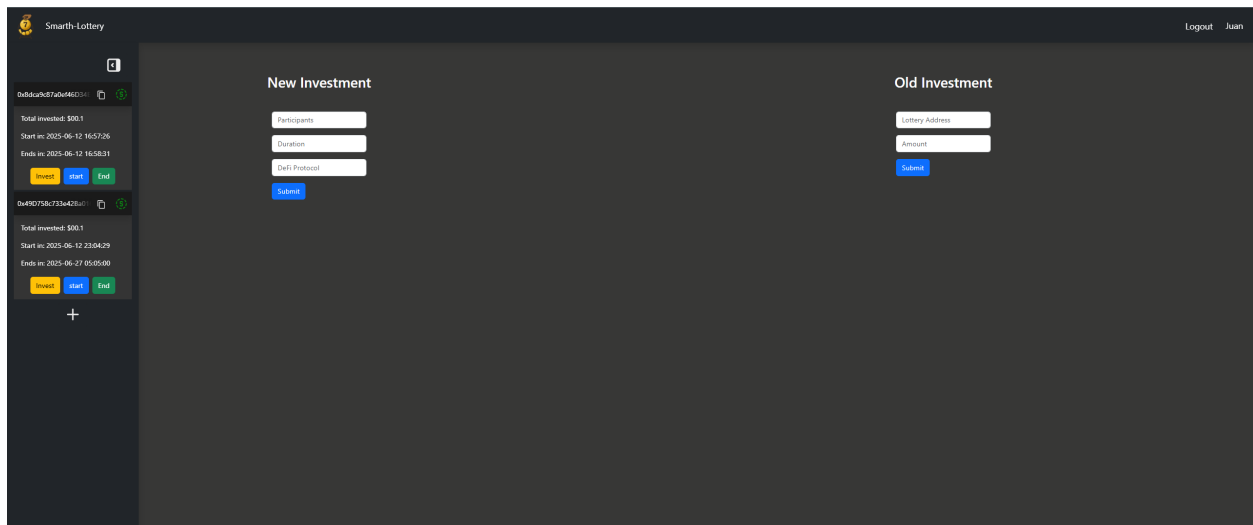 Smarth-Lottery
Logout Juan
Total invested: $00.1
Start in: 2025-06-12 16:57:26
Ends in: 2025-06-12 16:58:31
Invest start End
Total invested: $00.1
Start in: 2025-06-12 23:04:29
Ends in: 2025-06-27 05:05:00
Invest start End
New Investment
Participants
Duration
DeFi Protocol
Submit
Old Investment
Lottery Address
Amount
Submit